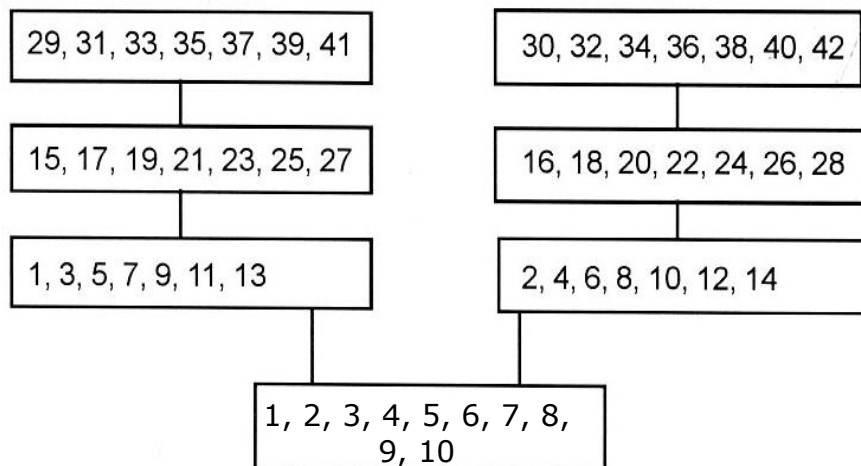 29, 31, 33, 35, 37, 39, 41
30, 32, 34, 36, 38, 40, 42
15, 17, 19, 21, 23, 25, 27
16, 18, 20, 22, 24, 26, 28
1, 3, 5, 7, 9, 11, 13
2, 4, 6, 8, 10, 12, 14
1, 2, 3, 4, 5, 6, 7, 8,
9, 10